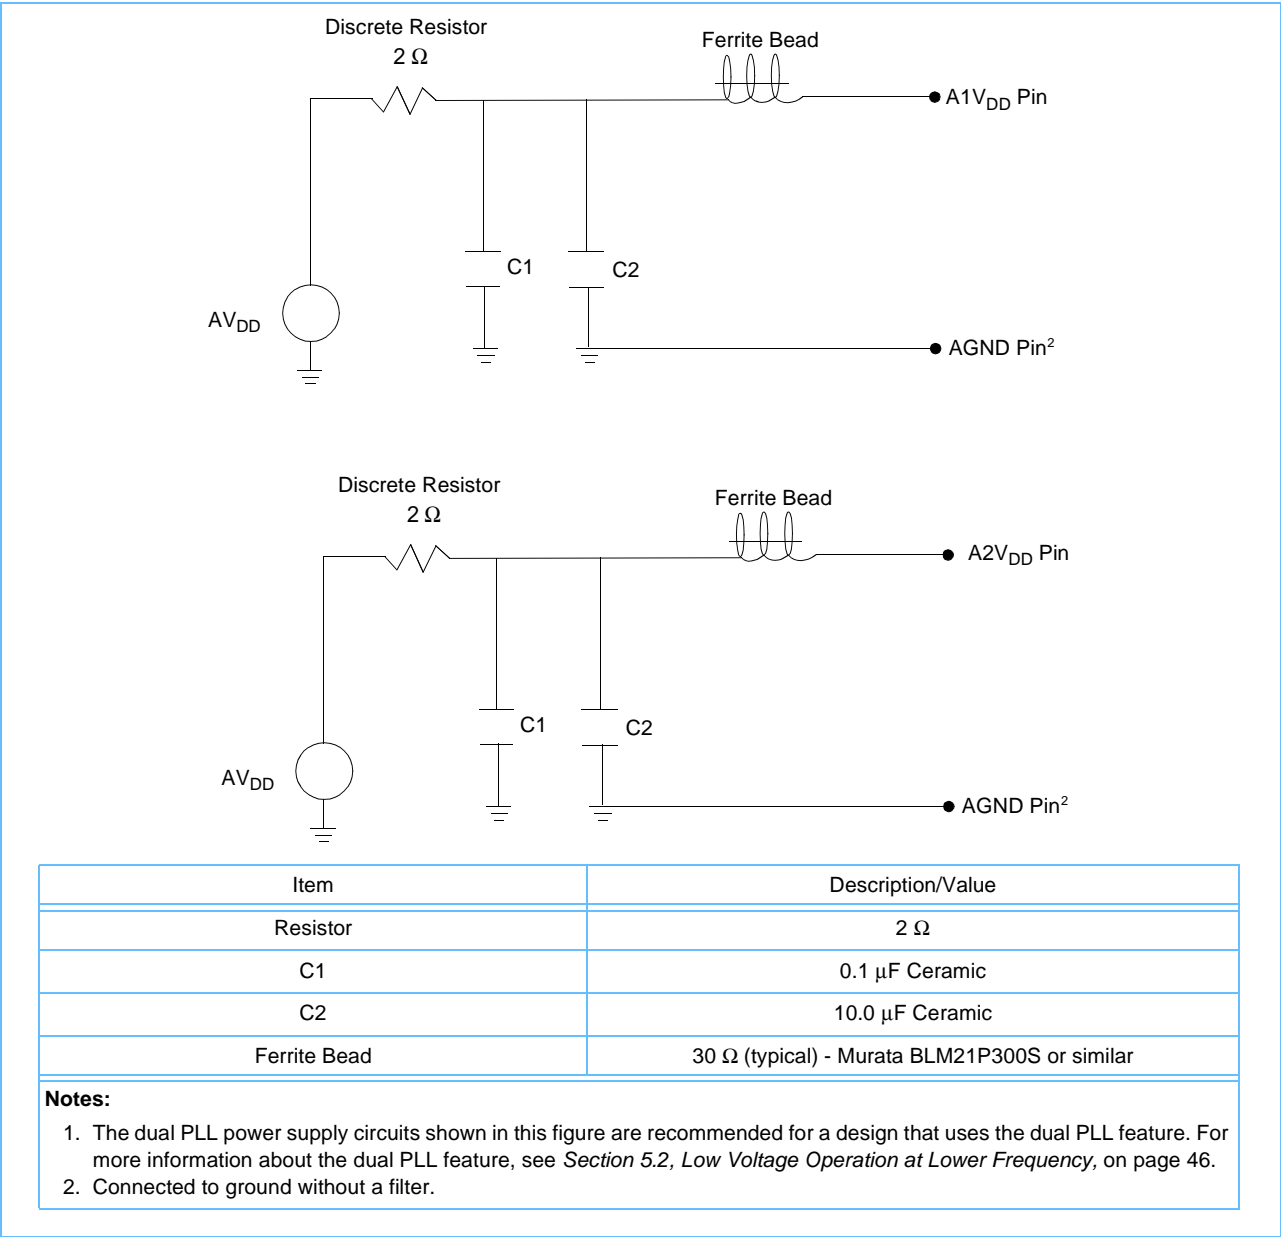 Discrete Resistor
2 Ω
Ferrite Bead
A1VDD Pin
C1
C2
AVDD
AGND Pin2
Discrete Resistor
2 Ω
Ferrite Bead
A2VDD Pin
C1
C2
AVDD
AGND Pin2
Item Description/Value
Resistor 2 Ω
C1 0.1 μF Ceramic
C2 10.0 μF Ceramic
Ferrite Bead 30 Ω (typical) - Murata BLM21P300S or similar
Notes:
1. The dual PLL power supply circuits shown in this figure are recommended for a design that uses the dual PLL feature. For
more information about the dual PLL feature, see Section 5.2, Low Voltage Operation at Lower Frequency, on page 46.
2. Connected to ground without a filter.